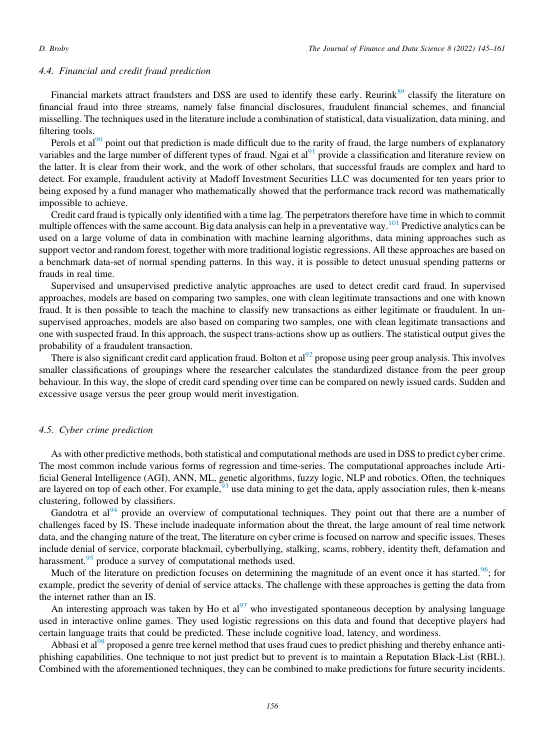 D. Broby
The Journal of Finance and Data Science 8 (2022) 145–161
4.4. Financial and credit fraud prediction
Financial markets attract fraudsters and DSS are used to identify these early. Reurink89 classify the literature on
financial fraud into three streams, namely false financial disclosures, fraudulent financial schemes, and financial
misselling. The techniques used in the literature include a combination of statistical, data visualization, data mining, and
filtering tools.
Perols et al90 point out that prediction is made difficult due to the rarity of fraud, the large numbers of explanatory
variables and the large number of different types of fraud. Ngai et al91 provide a classification and literature review on
the latter. It is clear from their work, and the work of other scholars, that successful frauds are complex and hard to
detect. For example, fraudulent activity at Madoff Investment Securities LLC was documented for ten years prior to
being exposed by a fund manager who mathematically showed that the performance track record was mathematically
impossible to achieve.
Credit card fraud is typically only identified with a time lag. The perpetrators therefore have time in which to commit
multiple offences with the same account. Big data analysis can help in a preventative way.101 Predictive analytics can be
used on a large volume of data in combination with machine learning algorithms, data mining approaches such as
support vector and random forest, together with more traditional logistic regressions. All these approaches are based on
a benchmark data-set of normal spending patterns. In this way, it is possible to detect unusual spending patterns or
frauds in real time.
Supervised and unsupervised predictive analytic approaches are used to detect credit card fraud. In supervised
approaches, models are based on comparing two samples, one with clean legitimate transactions and one with known
fraud. It is then possible to teach the machine to classify new transactions as either legitimate or fraudulent. In un-
supervised approaches, models are also based on comparing two samples, one with clean legitimate transactions and
one with suspected fraud. In this approach, the suspect trans-actions show up as outliers. The statistical output gives the
probability of a fraudulent transaction.
There is also significant credit card application fraud. Bolton et al92 propose using peer group analysis. This involves
smaller classifications of groupings where the researcher calculates the standardized distance from the peer group
behaviour. In this way, the slope of credit card spending over time can be compared on newly issued cards. Sudden and
excessive usage versus the peer group would merit investigation.
4.5. Cyber crime prediction
As with other predictive methods, both statistical and computational methods are used in DSS to predict cyber crime.
The most common include various forms of regression and time-series. The computational approaches include Arti-
ficial General Intelligence (AGI), ANN, ML, genetic algorithms, fuzzy logic, NLP and robotics. Often, the techniques
are layered on top of each other. For example,93 use data mining to get the data, apply association rules, then k-means
clustering, followed by classifiers.
Gandotra et al94 provide an overview of computational techniques. They point out that there are a number of
challenges faced by IS. These include inadequate information about the threat, the large amount of real time network
data, and the changing nature of the treat, The literature on cyber crime is focused on narrow and specific issues. Theses
include denial of service, corporate blackmail, cyberbullying, stalking, scams, robbery, identity theft, defamation and
harassment.95 produce a survey of computational methods used.
Much of the literature on prediction focuses on determining the magnitude of an event once it has started.96; for
example, predict the severity of denial of service attacks. The challenge with these approaches is getting the data from
the internet rather than an IS.
An interesting approach was taken by Ho et al97 who investigated spontaneous deception by analysing language
used in interactive online games. They used logistic regressions on this data and found that deceptive players had
certain language traits that could be predicted. These include cognitive load, latency, and wordiness.
Abbasi et al98 proposed a genre tree kernel method that uses fraud cues to predict phishing and thereby enhance anti-
phishing capabilities. One technique to not just predict but to prevent is to maintain a Reputation Black-List (RBL).
Combined with the aforementioned techniques, they can be combined to make predictions for future security incidents.
156